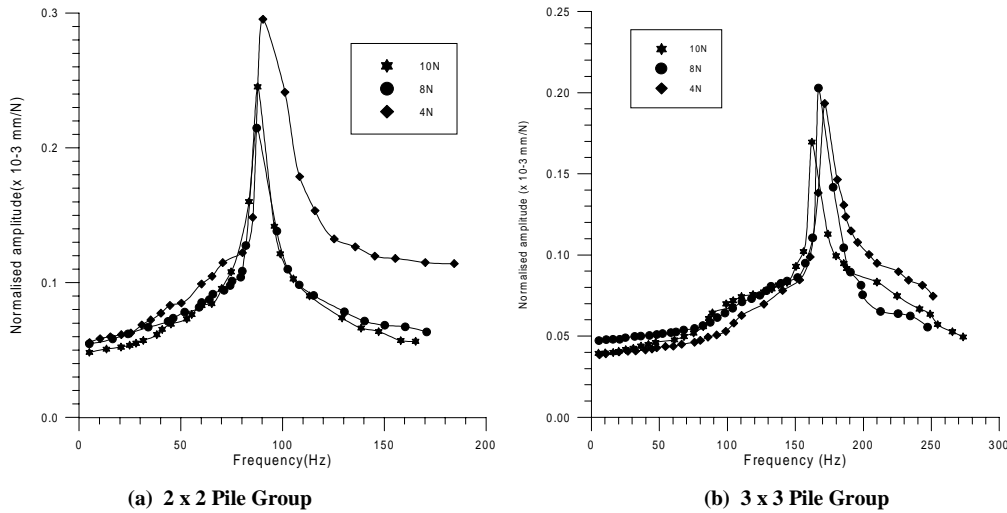 0.3
0.2
0.1
0.0
Normalised amplitude(x 10-3 mm/N)
10N
8N
4N
0 50 100 150 200
Frequency(Hz)
(a) 2 x 2 Pile Group
0.25
0.20
0.15
0.10
0.05
0.00
Normalised amplitude (x 10-3 mm/N)
10N
8N
4N
0 50 100 150 200 250 300
Frequency (Hz)
(b) 3 x 3 Pile Group